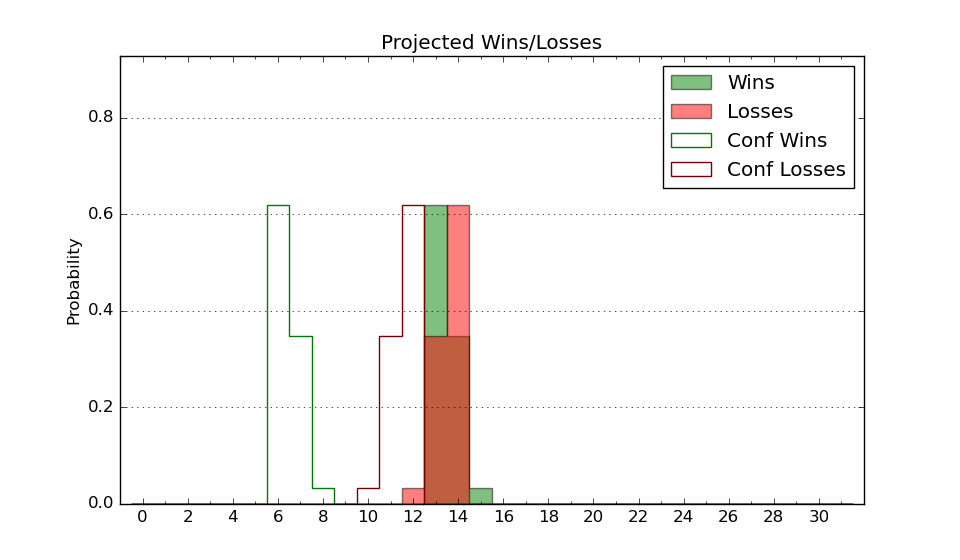 Projected Wins/Losses
Wins
Losses
Conf Wins
Conf Losses
Probability
0.8
0.6
0.4
0.2
0.0
0 2 4 6 8 10 12 14 16 18 20 22 24 26 28 30